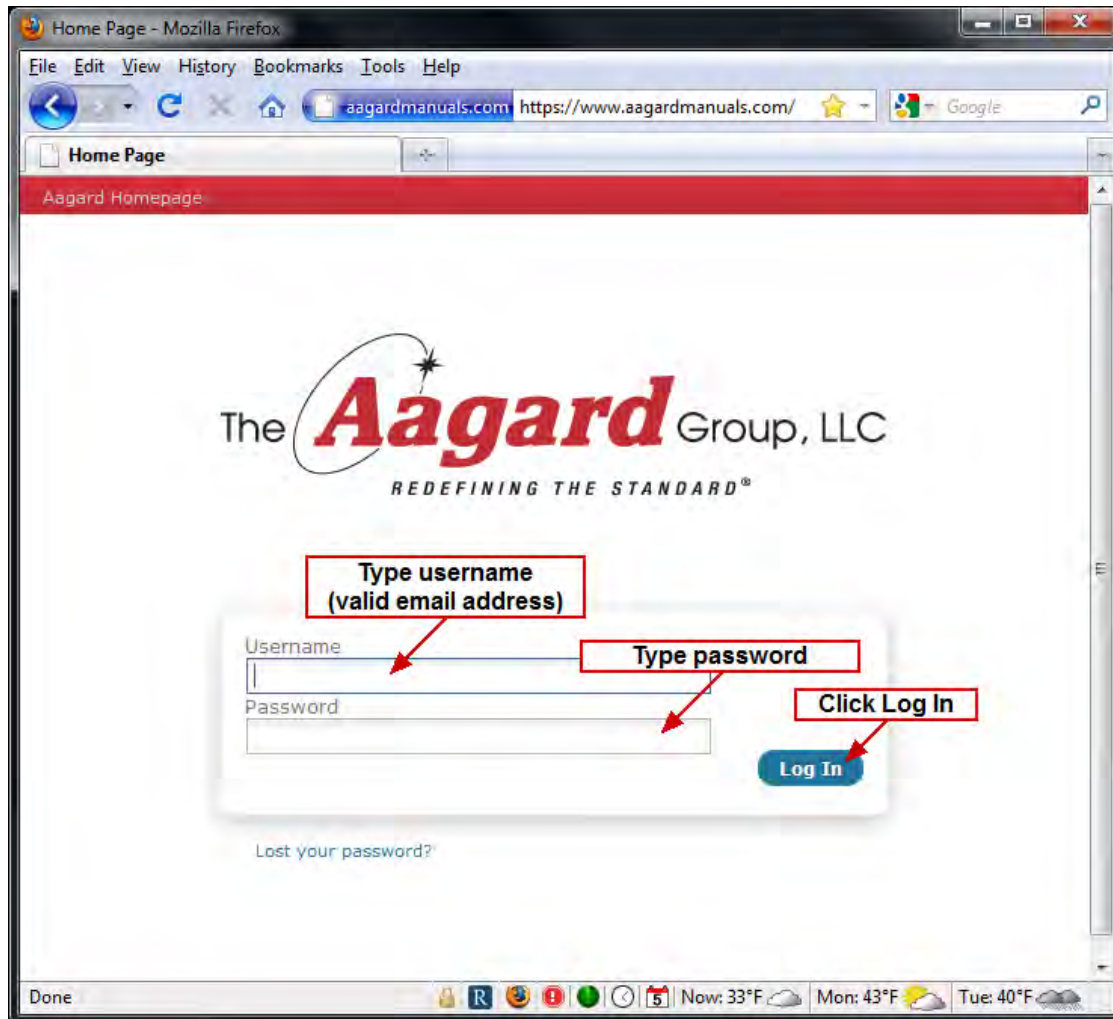 Home Page - Mozilla Firefox
File Edit View History Bookmarks Tools Help
aagardmanuals.com https://www.aagardmanuals.com/ Google
Home Page
Aagard Homepage
The Aagard Group, LLC
REDEFINING THE STANDARD®
Type username
(valid email address)
Username
Type password
Password
Click Log In
Log In
Lost your password?
Done R 5 Now: 33°F Mon: 43°F Tue: 40°F